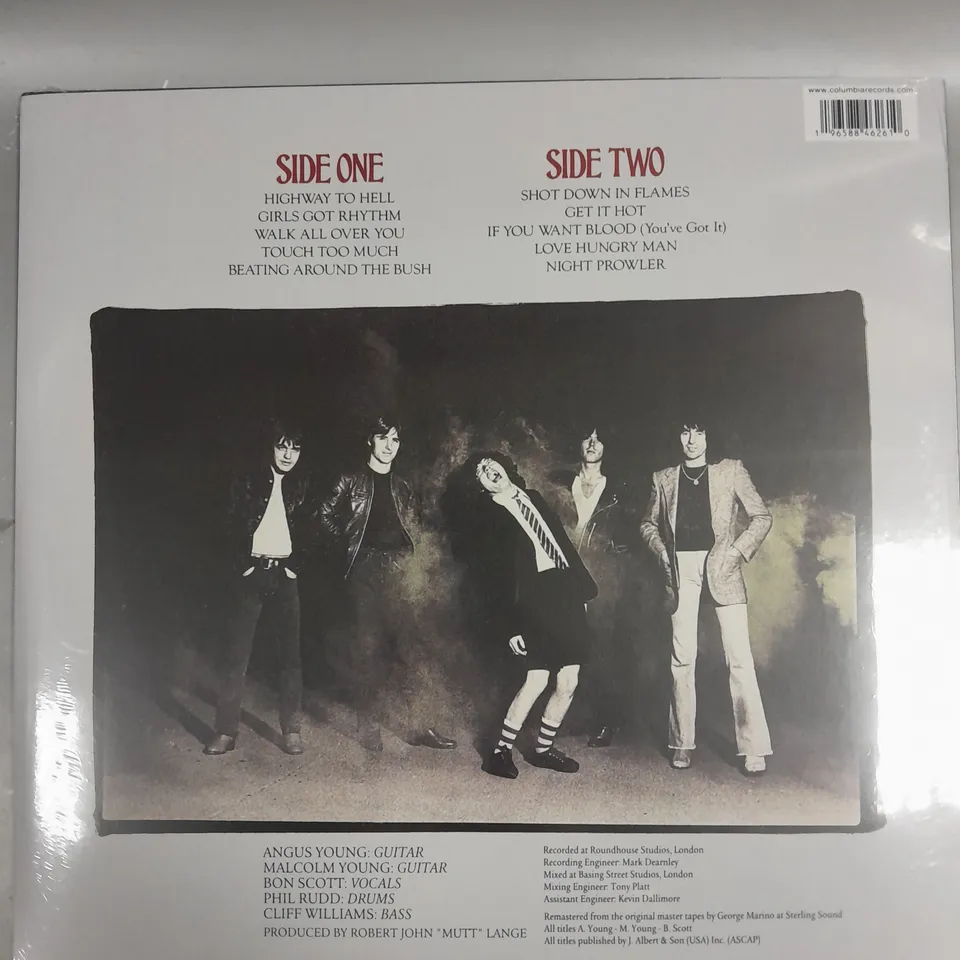 www.columbiarecords.com
1 96588 46261 0
SIDE ONE
HIGHWAY TO HELL
GIRLS GOT RHYTHM
WALK ALL OVER YOU
TOUCH TOO MUCH
BEATING AROUND THE BUSH
SIDE TWO
SHOT DOWN IN FLAMES
GET IT HOT
IF YOU WANT BLOOD (You've Got It)
LOVE HUNGRY MAN
NIGHT PROWLER
ANGUS YOUNG: GUITAR
MALCOLM YOUNG: GUITAR
BON SCOTT: VOCALS
PHIL RUDD: DRUMS
CLIFF WILLIAMS: BASS
PRODUCED BY ROBERT JOHN "MUTT" LANGE
Recorded at Roundhouse Studios, London
Recording Engineer: Mark Dearnley
Mixed at Basing Street Studios, London
Mixing Engineer: Tony Platt
Assistant Engineer: Kevin Dallimore
Remastered from the original master tapes by George Marino at Sterling Sound
All titles A. Young - M. Young - B. Scott
All titles published by J. Albert & Son (USA) Inc. (ASCAP)